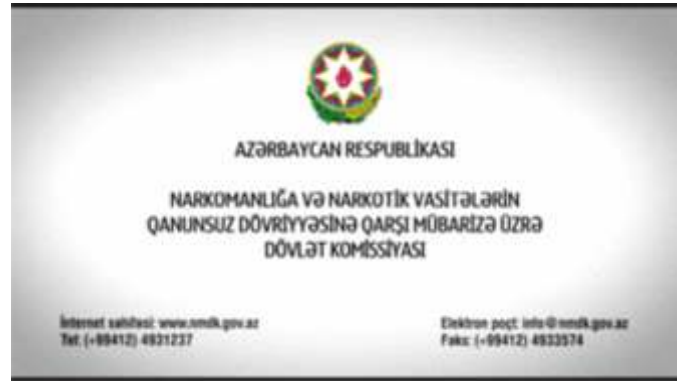 AZƏRBAYCAN RESPUBLİKASI
NARKOMANLIĞA VƏ NARKOTİK VASİTƏLƏRİN
QANUNSUZ DÖVRİYYƏSİNƏ QARŞI MÜBARİZƏ ÜZRƏ
DÖVLƏT KOMİSSİYASI
İnternet səhifəsi: www.nmdk.gov.az
Tel: (+99412) 4931237
Elektron poçt: info@nmdk.gov.az
Faks: (+99412) 4933574